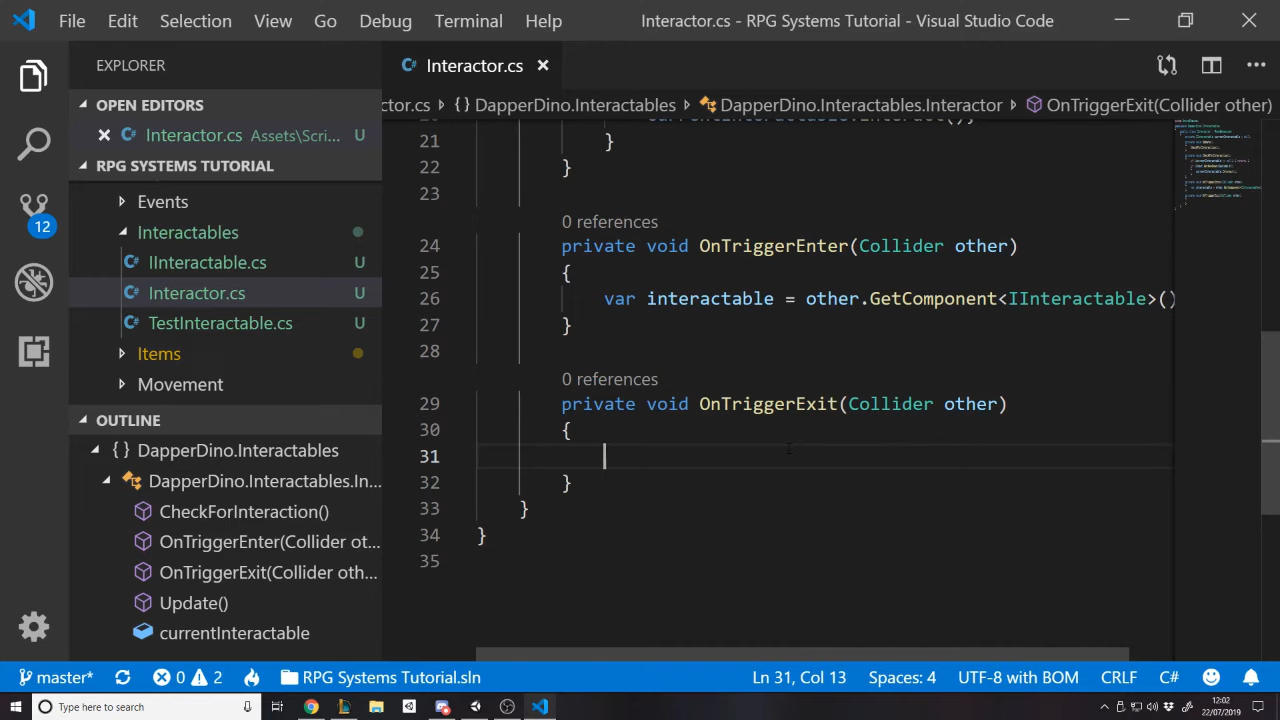 File Edit Selection View Go Debug Terminal Help Interactor.cs - RPG Systems Tutorial - Visual Studio Code
EXPLORER
Interactor.cs
OPEN EDITORS
Interactor.cs Assets\Scri... U
ctor.cs { } DapperDino.Interactables DapperDino.Interactables.Interactor OnTriggerExit(Collider other)
RPG SYSTEMS TUTORIAL
Events
Interactables
IInteractable.cs U
Interactor.cs U
TestInteractable.cs U
Items
Movement
OUTLINE
{ } DapperDino.Interactables
DapperDino.Interactables.In...
CheckForInteraction()
OnTriggerEnter(Collider ot...
OnTriggerExit(Collider oth...
Update()
currentInteractable
12
21 }
22 }
23
0 references
24 private void OnTriggerEnter(Collider other)
25 {
26 var interactable = other.GetComponent<IInteractable>()
27 }
28
0 references
29 private void OnTriggerExit(Collider other)
30 {
31
32 }
33 }
34 }
35
master* 0 2 RPG Systems Tutorial.sln Ln 31, Col 13 Spaces: 4 UTF-8 with BOM CRLF C#
Type here to search
12:02
22/07/2019